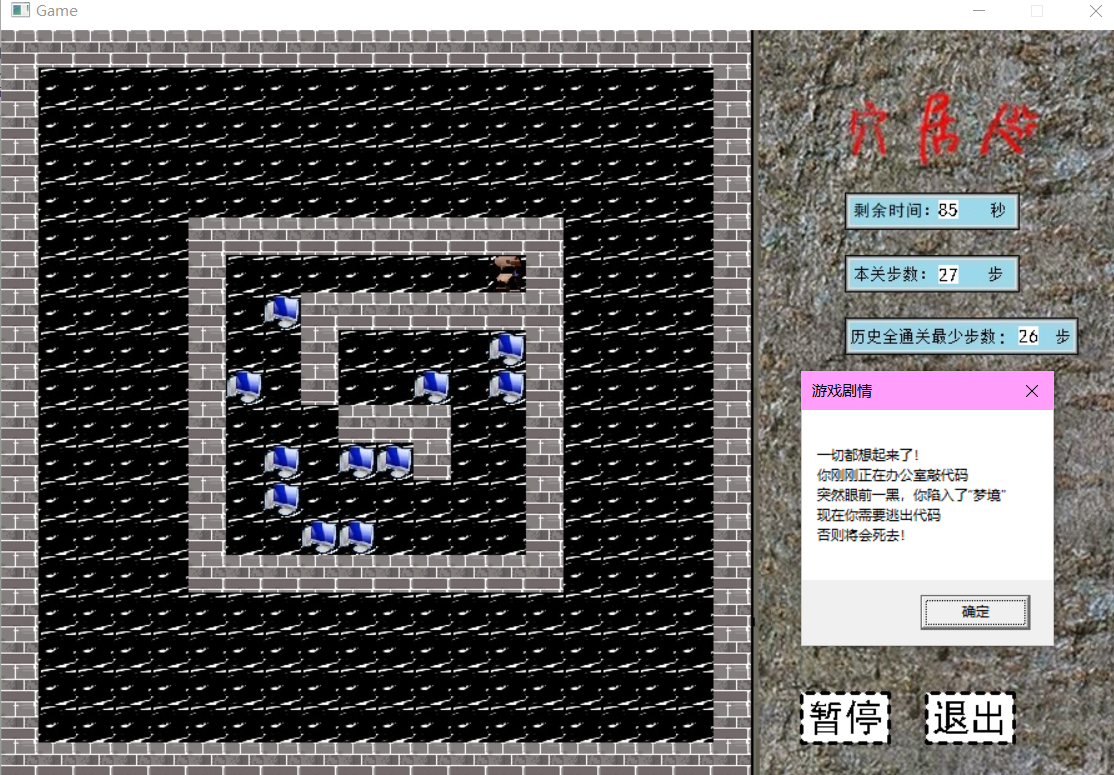 Game
穴居人
剩余时间：85 秒
本关步数：27 步
历史全通关最少步数：26 步
游戏剧情
一切都想起来了！
你刚刚正在办公室敲代码
突然眼前一黑，你陷入了“梦境”
现在你需要逃出代码
否则将会死去！
确定
暂停 退出